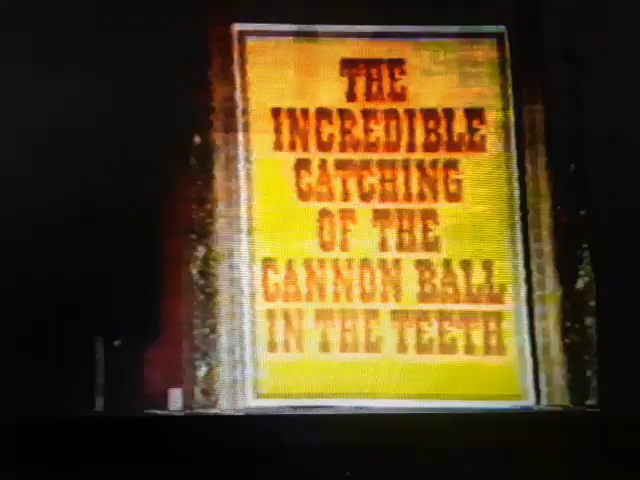 THE
INCREDIBLE
CATCHING
OF THE
CANNON BALL
IN THE TEETH